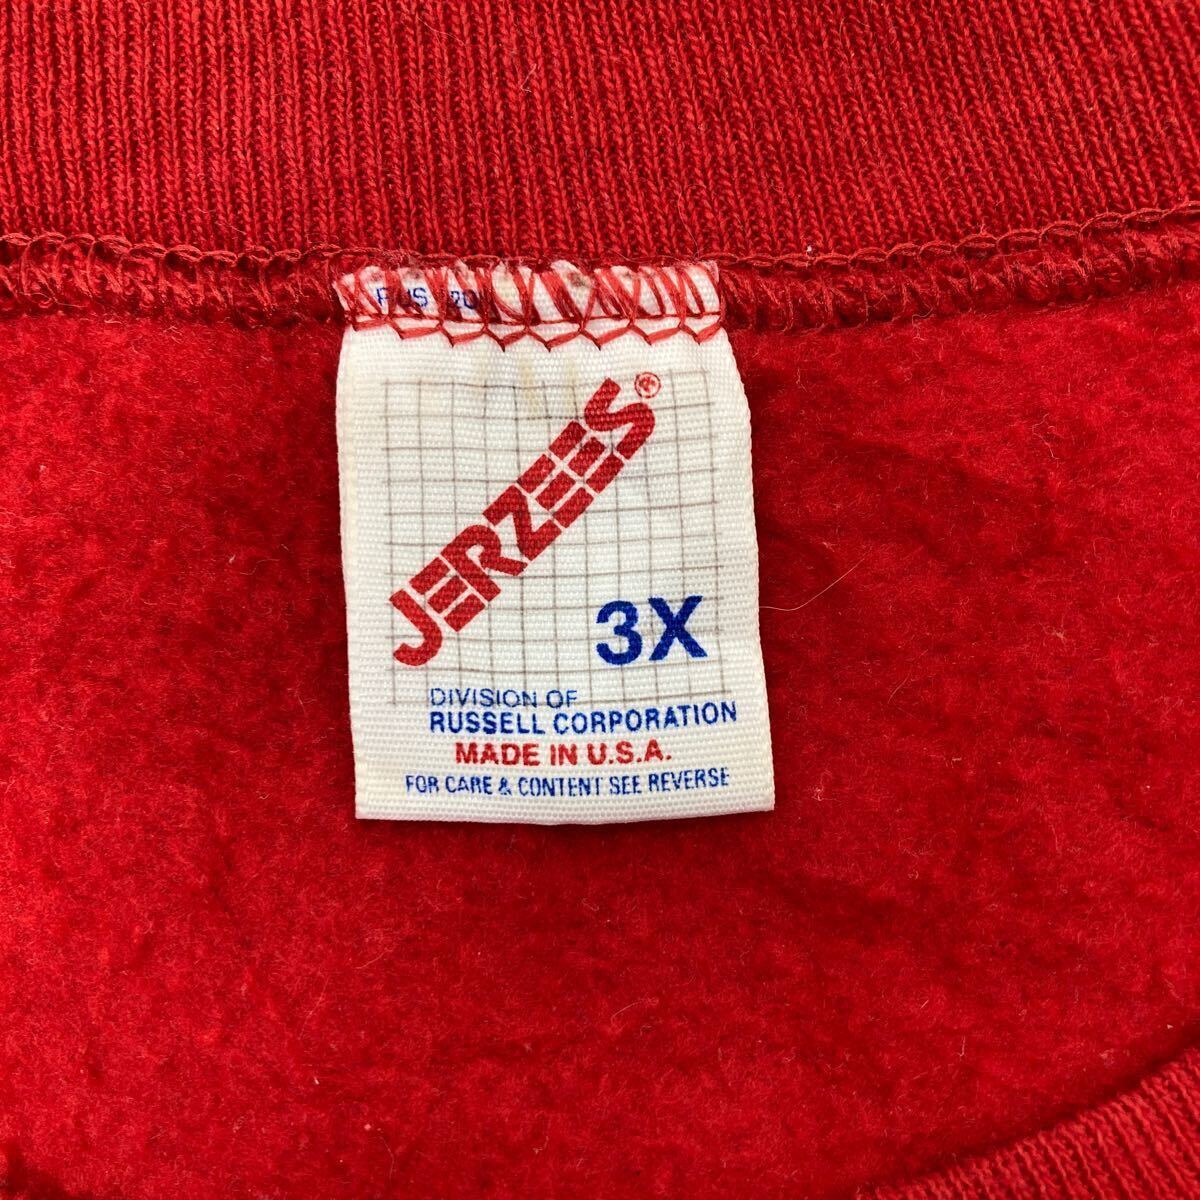 JERZEES®
3X
DIVISION OF
RUSSELL CORPORATION
MADE IN U.S.A.
FOR CARE & CONTENT SEE REVERSE